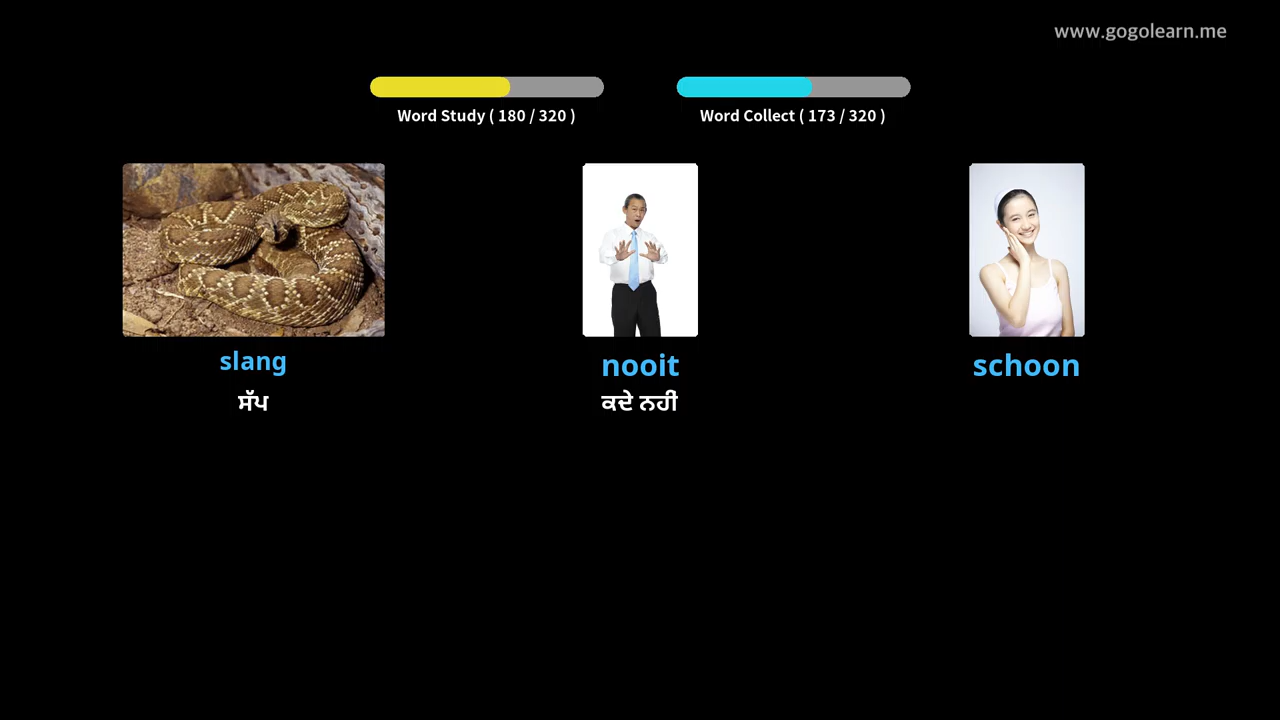 www.gogolearn.me
Word Study ( 180 / 320 )
Word Collect ( 173 / 320 )
slang
nooit
schoon
ਸੱਪ
ਕਦੇ ਨਹੀਂ